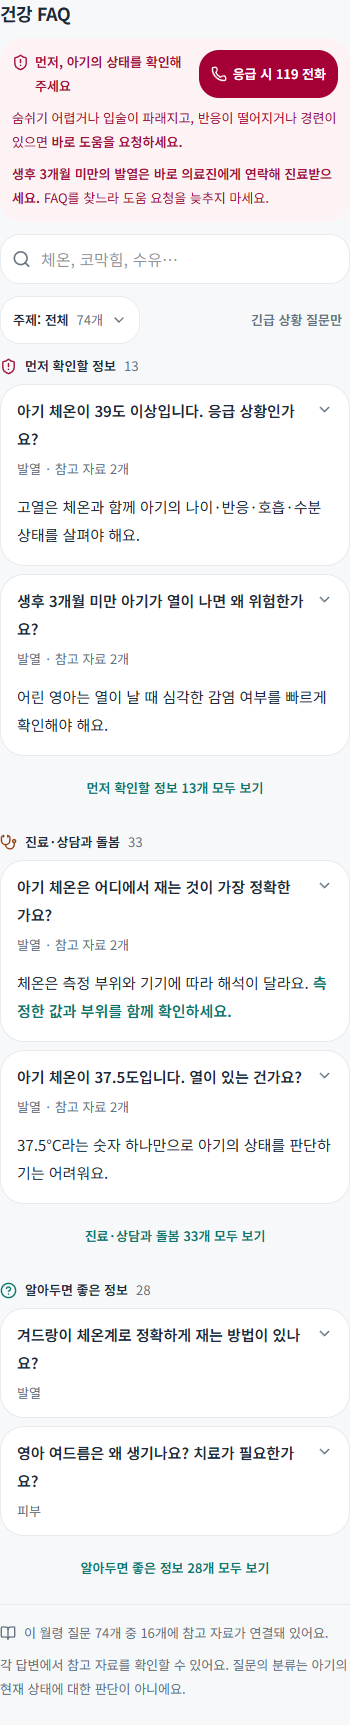 건강 FAQ
먼저, 아기의 상태를 확인해
주세요
응급 시 119 전화
숨쉬기 어렵거나 입술이 파래지고, 반응이 떨어지거나 경련이
있으면 바로 도움을 요청하세요.
생후 3개월 미만의 발열은 바로 의료진에게 연락해 진료받으
세요. FAQ를 찾느라 도움 요청을 늦추지 마세요.
체온, 코막힘, 수유…
주제: 전체 74개
긴급 상황 질문만
먼저 확인할 정보 13
아기 체온이 39도 이상입니다. 응급 상황인가
요?
발열 · 참고 자료 2개
고열은 체온과 함께 아기의 나이·반응·호흡·수분
상태를 살펴야 해요.
생후 3개월 미만 아기가 열이 나면 왜 위험한가
요?
발열 · 참고 자료 2개
어린 영아는 열이 날 때 심각한 감염 여부를 빠르게
확인해야 해요.
먼저 확인할 정보 13개 모두 보기
진료·상담과 돌봄 33
아기 체온은 어디에서 재는 것이 가장 정확한
가요?
발열 · 참고 자료 2개
체온은 측정 부위와 기기에 따라 해석이 달라요. 측
정한 값과 부위를 함께 확인하세요.
아기 체온이 37.5도입니다. 열이 있는 건가요?
발열 · 참고 자료 2개
37.5°C라는 숫자 하나만으로 아기의 상태를 판단하
기는 어려워요.
진료·상담과 돌봄 33개 모두 보기
알아두면 좋은 정보 28
겨드랑이 체온계로 정확하게 재는 방법이 있나
요?
발열
영아 여드름은 왜 생기나요? 치료가 필요한가
요?
피부
알아두면 좋은 정보 28개 모두 보기
이 월령 질문 74개 중 16개에 참고 자료가 연결돼 있어요.
각 답변에서 참고 자료를 확인할 수 있어요. 질문의 분류는 아기의
현재 상태에 대한 판단이 아니에요.